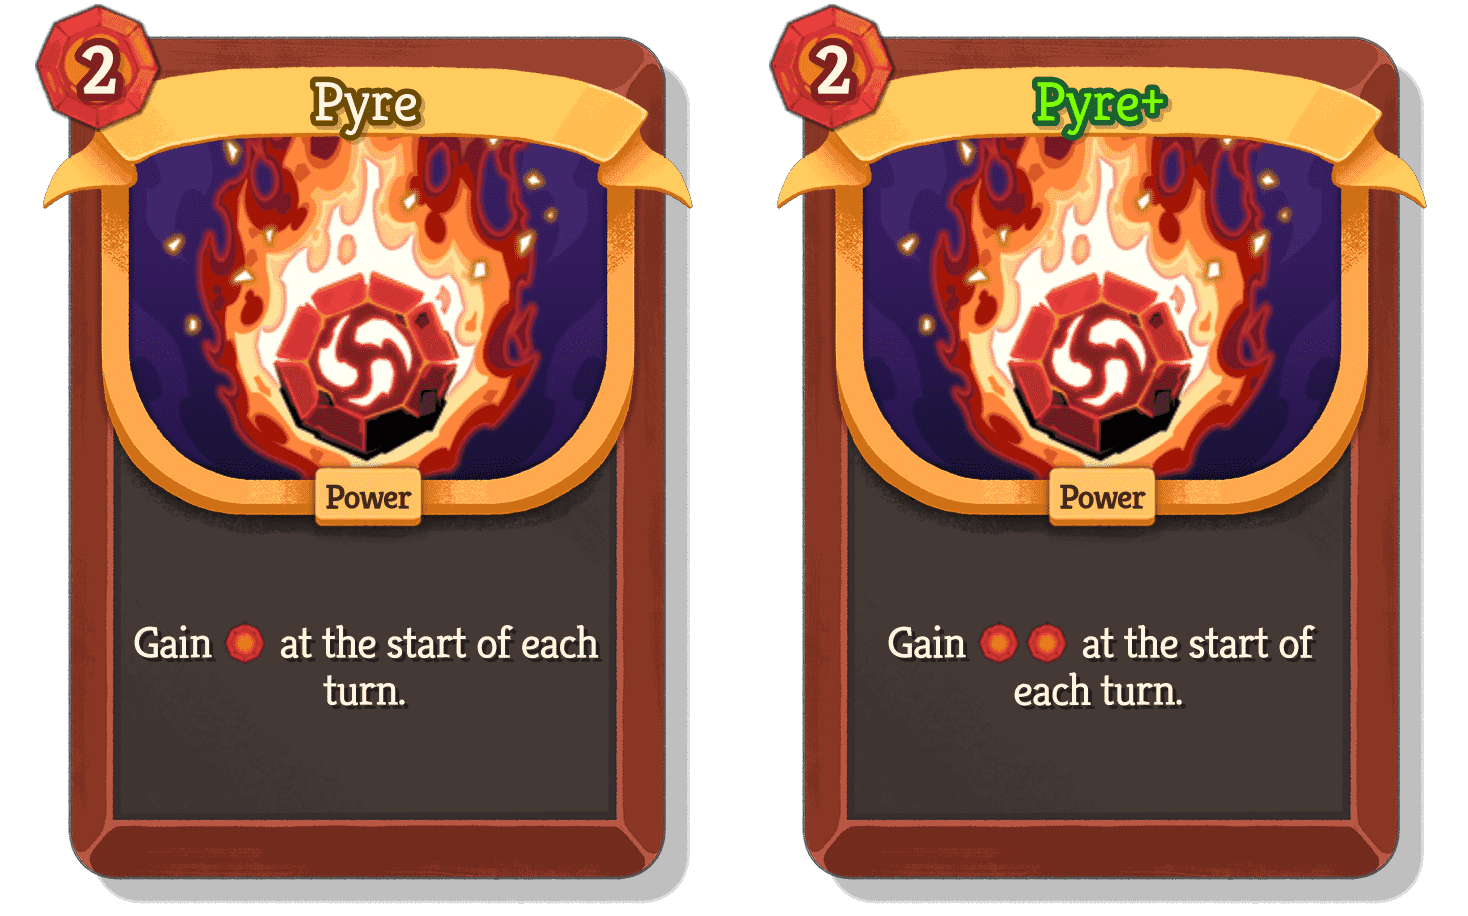 2
Pyre
Power
Gain at the start of each
turn.
2
Pyre+
Power
Gain at the start of
each turn.